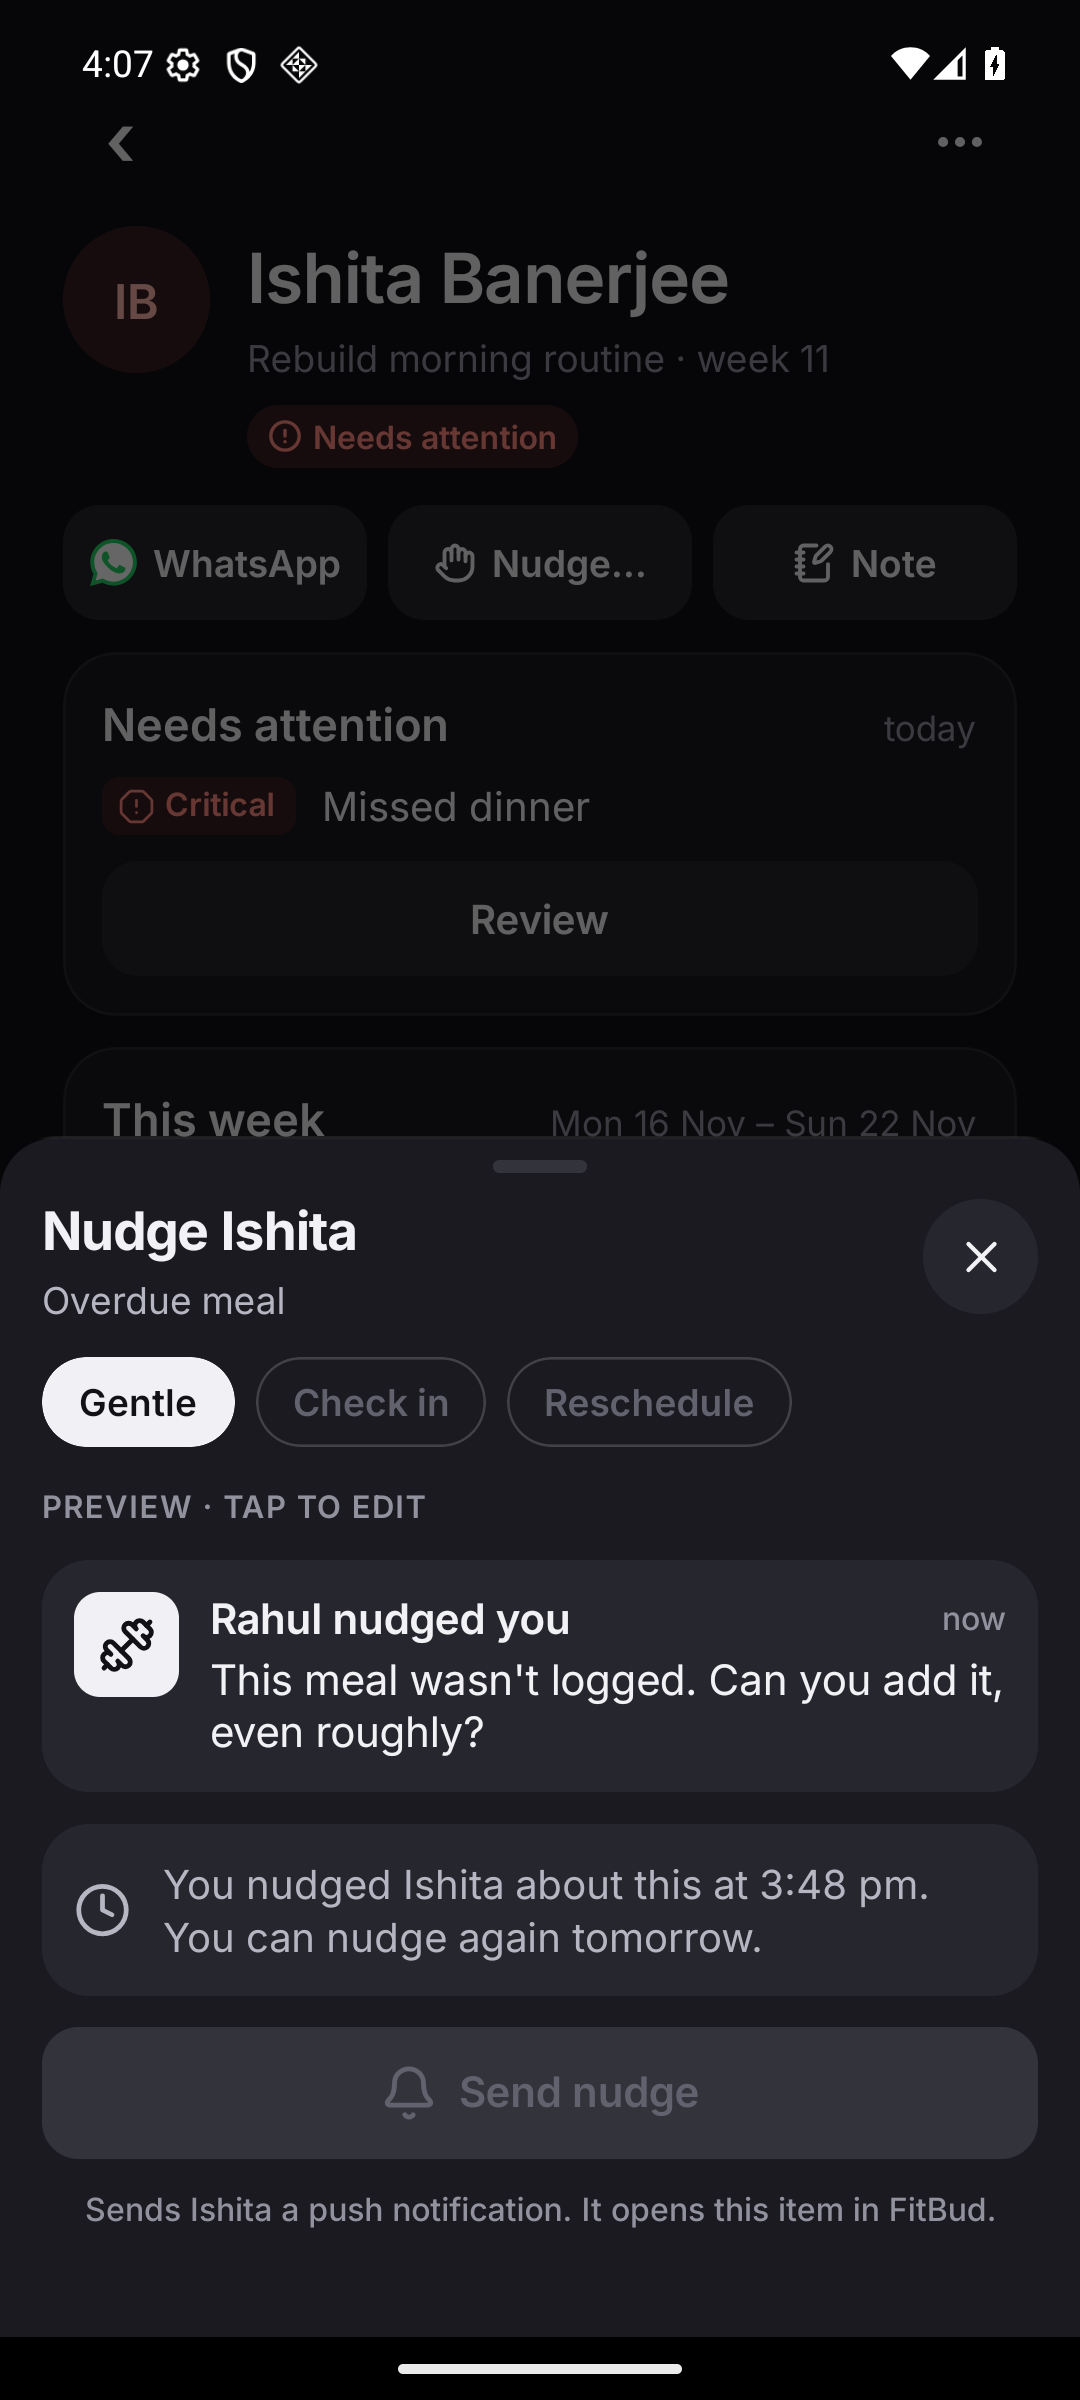 4:07
Ishita Banerjee
IB
Rebuild morning routine · week 11
Needs attention
WhatsApp
Nudge...
Note
Needs attention
today
Critical
Missed dinner
Review
This week
Mon 16 Nov – Sun 22 Nov
Nudge Ishita
Overdue meal
Gentle
Check in
Reschedule
PREVIEW · TAP TO EDIT
Rahul nudged you
now
This meal wasn't logged. Can you add it,
even roughly?
You nudged Ishita about this at 3:48 pm.
You can nudge again tomorrow.
Send nudge
Sends Ishita a push notification. It opens this item in FitBud.